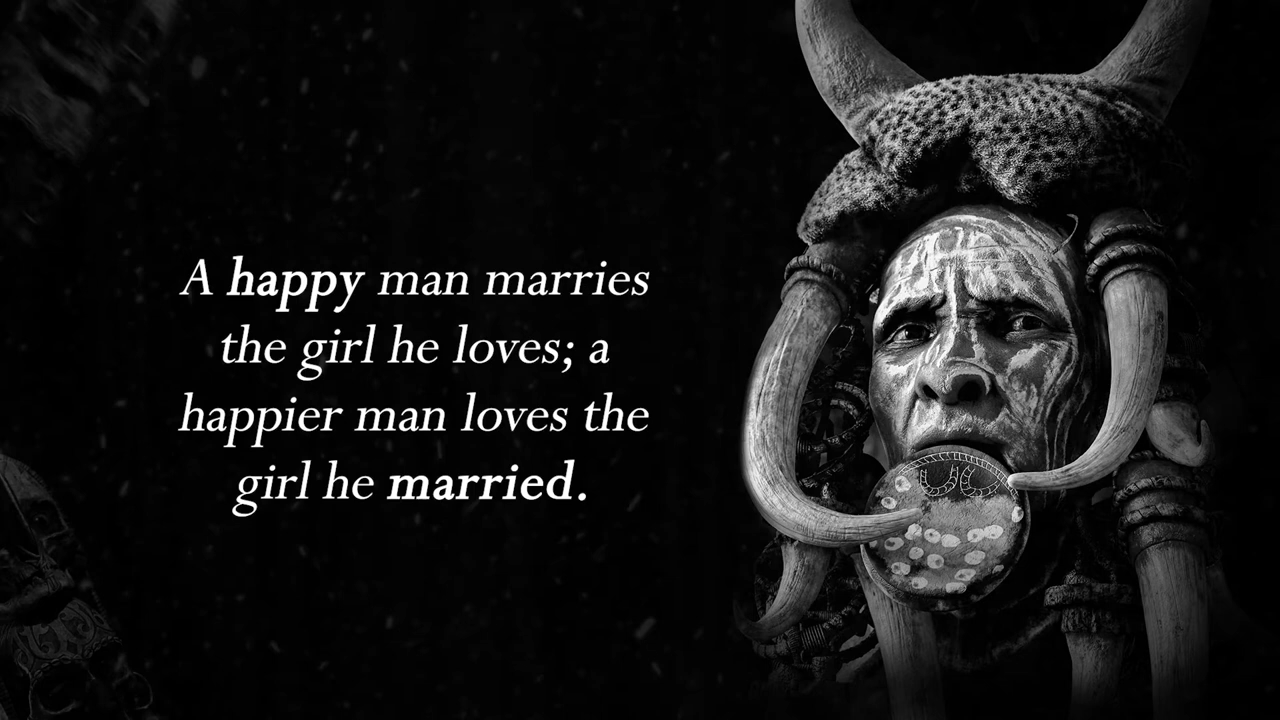 A happy man marries
the girl he loves; a
happier man loves the
girl he married.